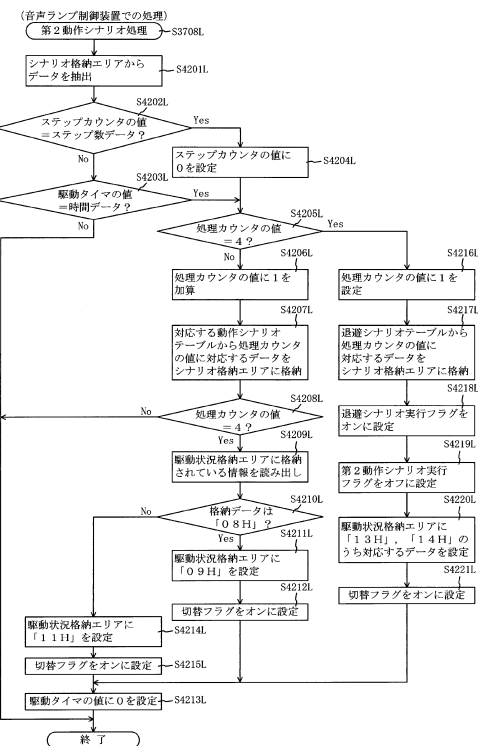 (音声ランプ制御装置での処理)
第2動作シナリオ処理
S3708L
シナリオ格納エリアから
データを抽出
S4201L
S4202L
ステップカウンタの値
=ステップ数データ?
Yes
No
ステップカウンタの値に
0を設定
S4204L
S4203L
駆動タイマの値
=時間データ?
Yes
No
S4205L
処理カウンタの値
=4?
Yes
No
S4206L
処理カウンタの値に1を
加算
S4216L
処理カウンタの値に1を
設定
S4207L
対応する動作シナリオ
テーブルから処理カウンタ
の値に対応するデータを
シナリオ格納エリアに格納
S4217L
退避シナリオテーブルから
処理カウンタの値に
対応するデータを
シナリオ格納エリアに格納
S4208L
処理カウンタの値
=4?
No
Yes
S4218L
退避シナリオ実行フラグを
オンに設定
S4209L
駆動状況格納エリアに格納
されている情報を読み出し
S4219L
第2動作シナリオ実行
フラグをオフに設定
S4210L
格納データは
「08H」?
No
Yes
S4220L
駆動状況格納エリアに
「13H」,「14H」の
うち対応するデータを設定
S4211L
駆動状況格納エリアに
「09H」を設定
S4221L
切替フラグをオンに設定
S4212L
切替フラグをオンに設定
駆動状況格納エリアに
「11H」を設定
S4214L
切替フラグをオンに設定
S4215L
駆動タイマの値に0を設定
S4213L
終了